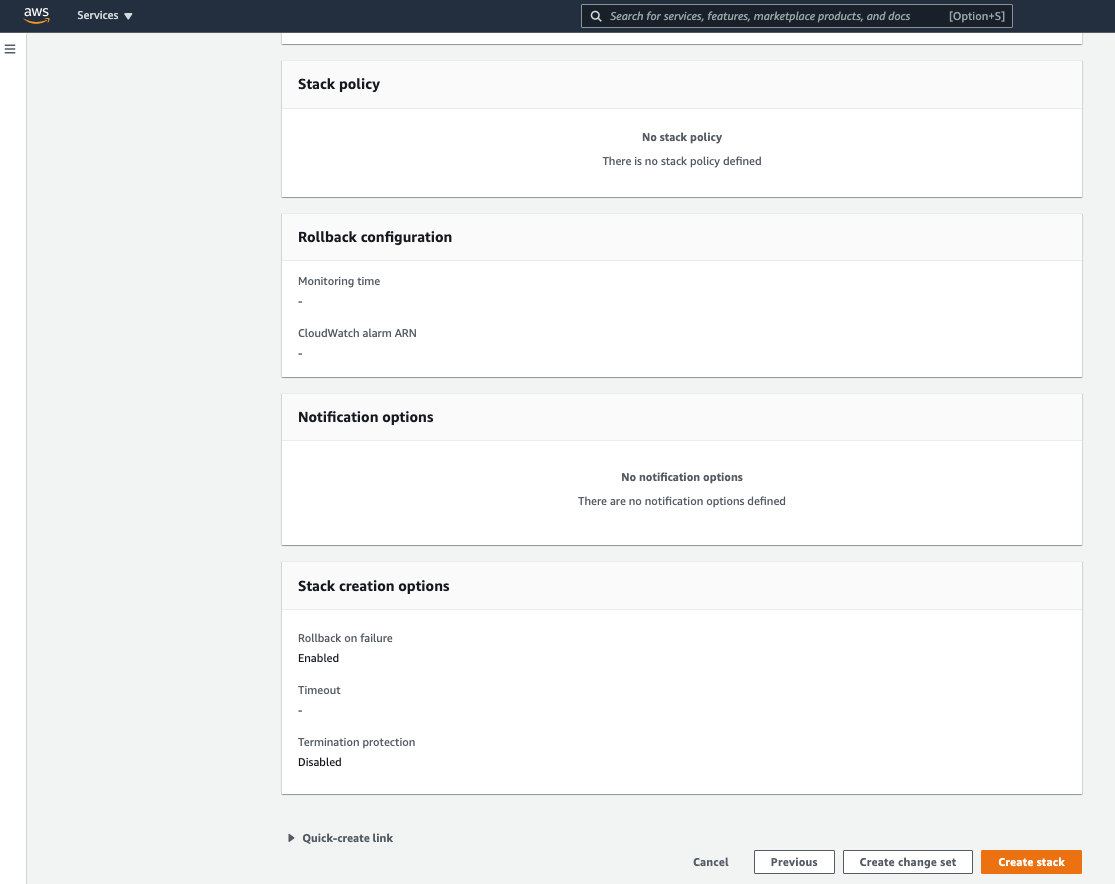 aws
Services
Search for services, features, marketplace products, and docs
[Option+S]
Stack policy
No stack policy
There is no stack policy defined
Rollback configuration
Monitoring time
-
CloudWatch alarm ARN
-
Notification options
No notification options
There are no notification options defined
Stack creation options
Rollback on failure
Enabled
Timeout
-
Termination protection
Disabled
Quick-create link
Cancel
Previous
Create change set
Create stack